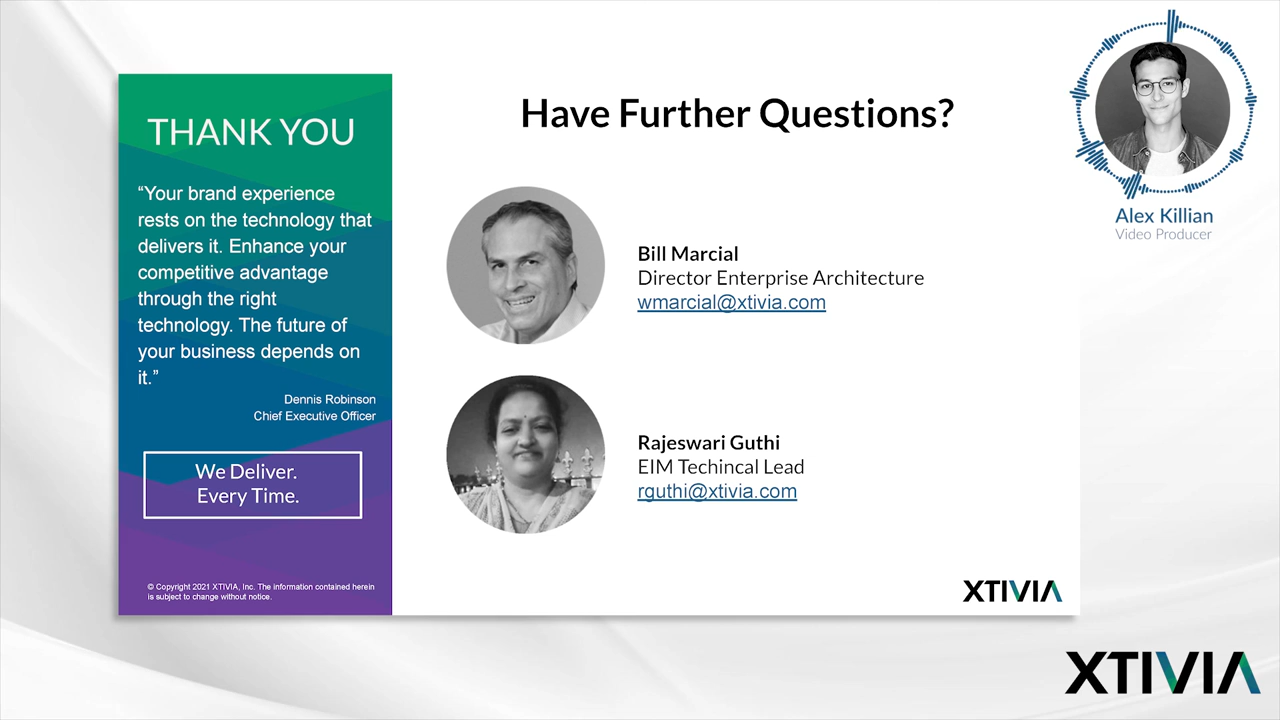 THANK YOU
“Your brand experience
rests on the technology that
delivers it. Enhance your
competitive advantage
through the right
technology. The future of
your business depends on
it.”
Dennis Robinson
Chief Executive Officer
We Deliver.
Every Time.
© Copyright 2021 XTIVIA, Inc. The information contained herein
is subject to change without notice.
Have Further Questions?
Bill Marcial
Director Enterprise Architecture
wmarcial@xtivia.com
Rajeswari Guthi
EIM Techincal Lead
rguthi@xtivia.com
XTIVIA
Alex Killian
Video Producer
XTIVIA